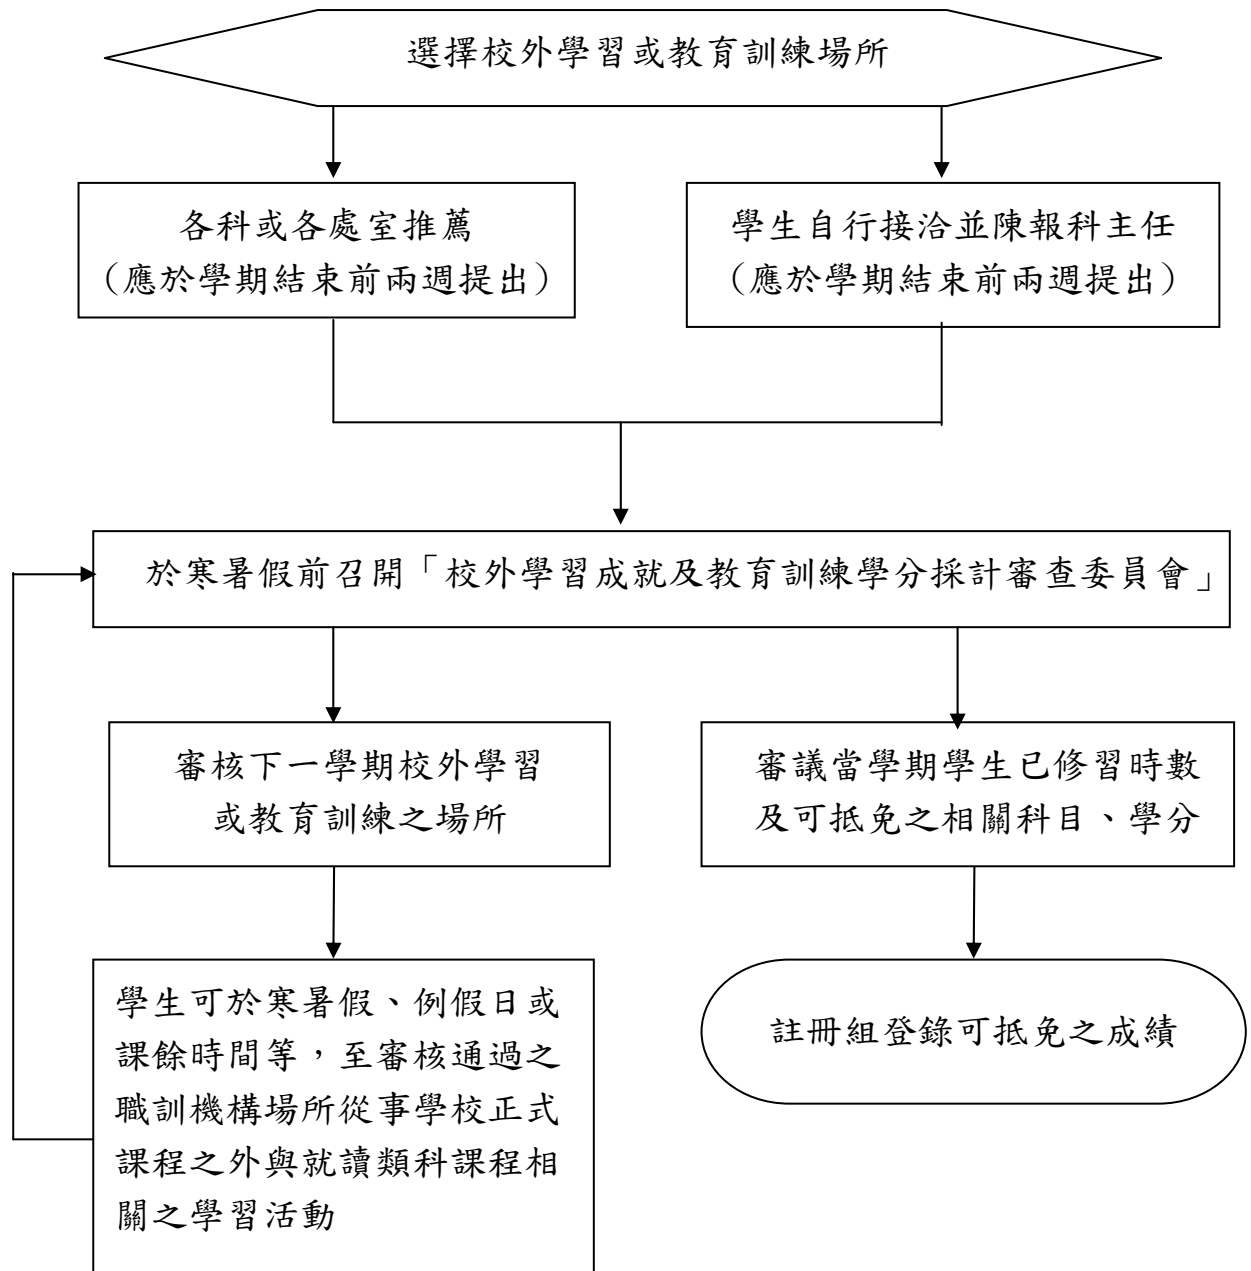 選擇校外學習或教育訓練場所
各科或各處室推薦
（應於學期結束前兩週提出）
學生自行接洽並陳報科主任
（應於學期結束前兩週提出）
於寒暑假前召開「校外學習成就及教育訓練學分採計審查委員會」
審核下一學期校外學習
或教育訓練之場所
審議當學期學生已修習時數
及可抵免之相關科目、學分
學生可於寒暑假、例假日或
課餘時間等，至審核通過之
職訓機構場所從事學校正式
課程之外與就讀類科課程相
關之學習活動
註冊組登錄可抵免之成績